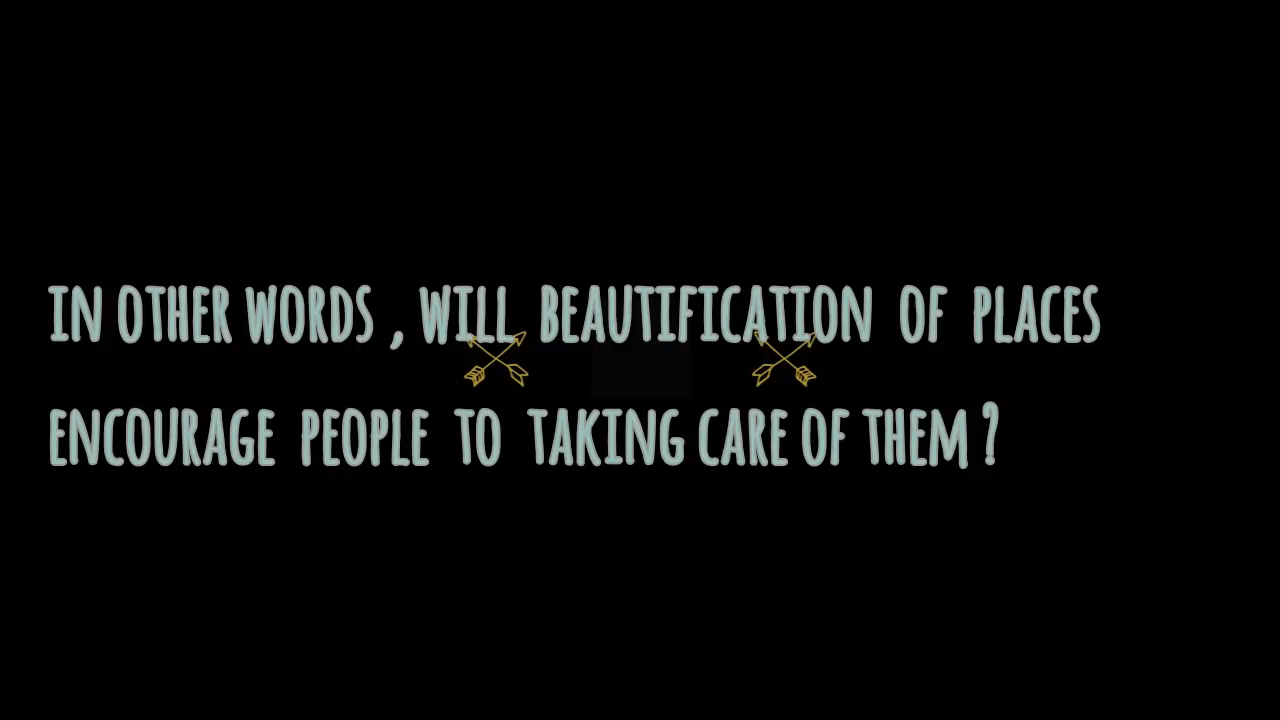 IN OTHER WORDS , WILL BEAUTIFICATION OF PLACES
ENCOURAGE PEOPLE TO TAKING CARE OF THEM ?